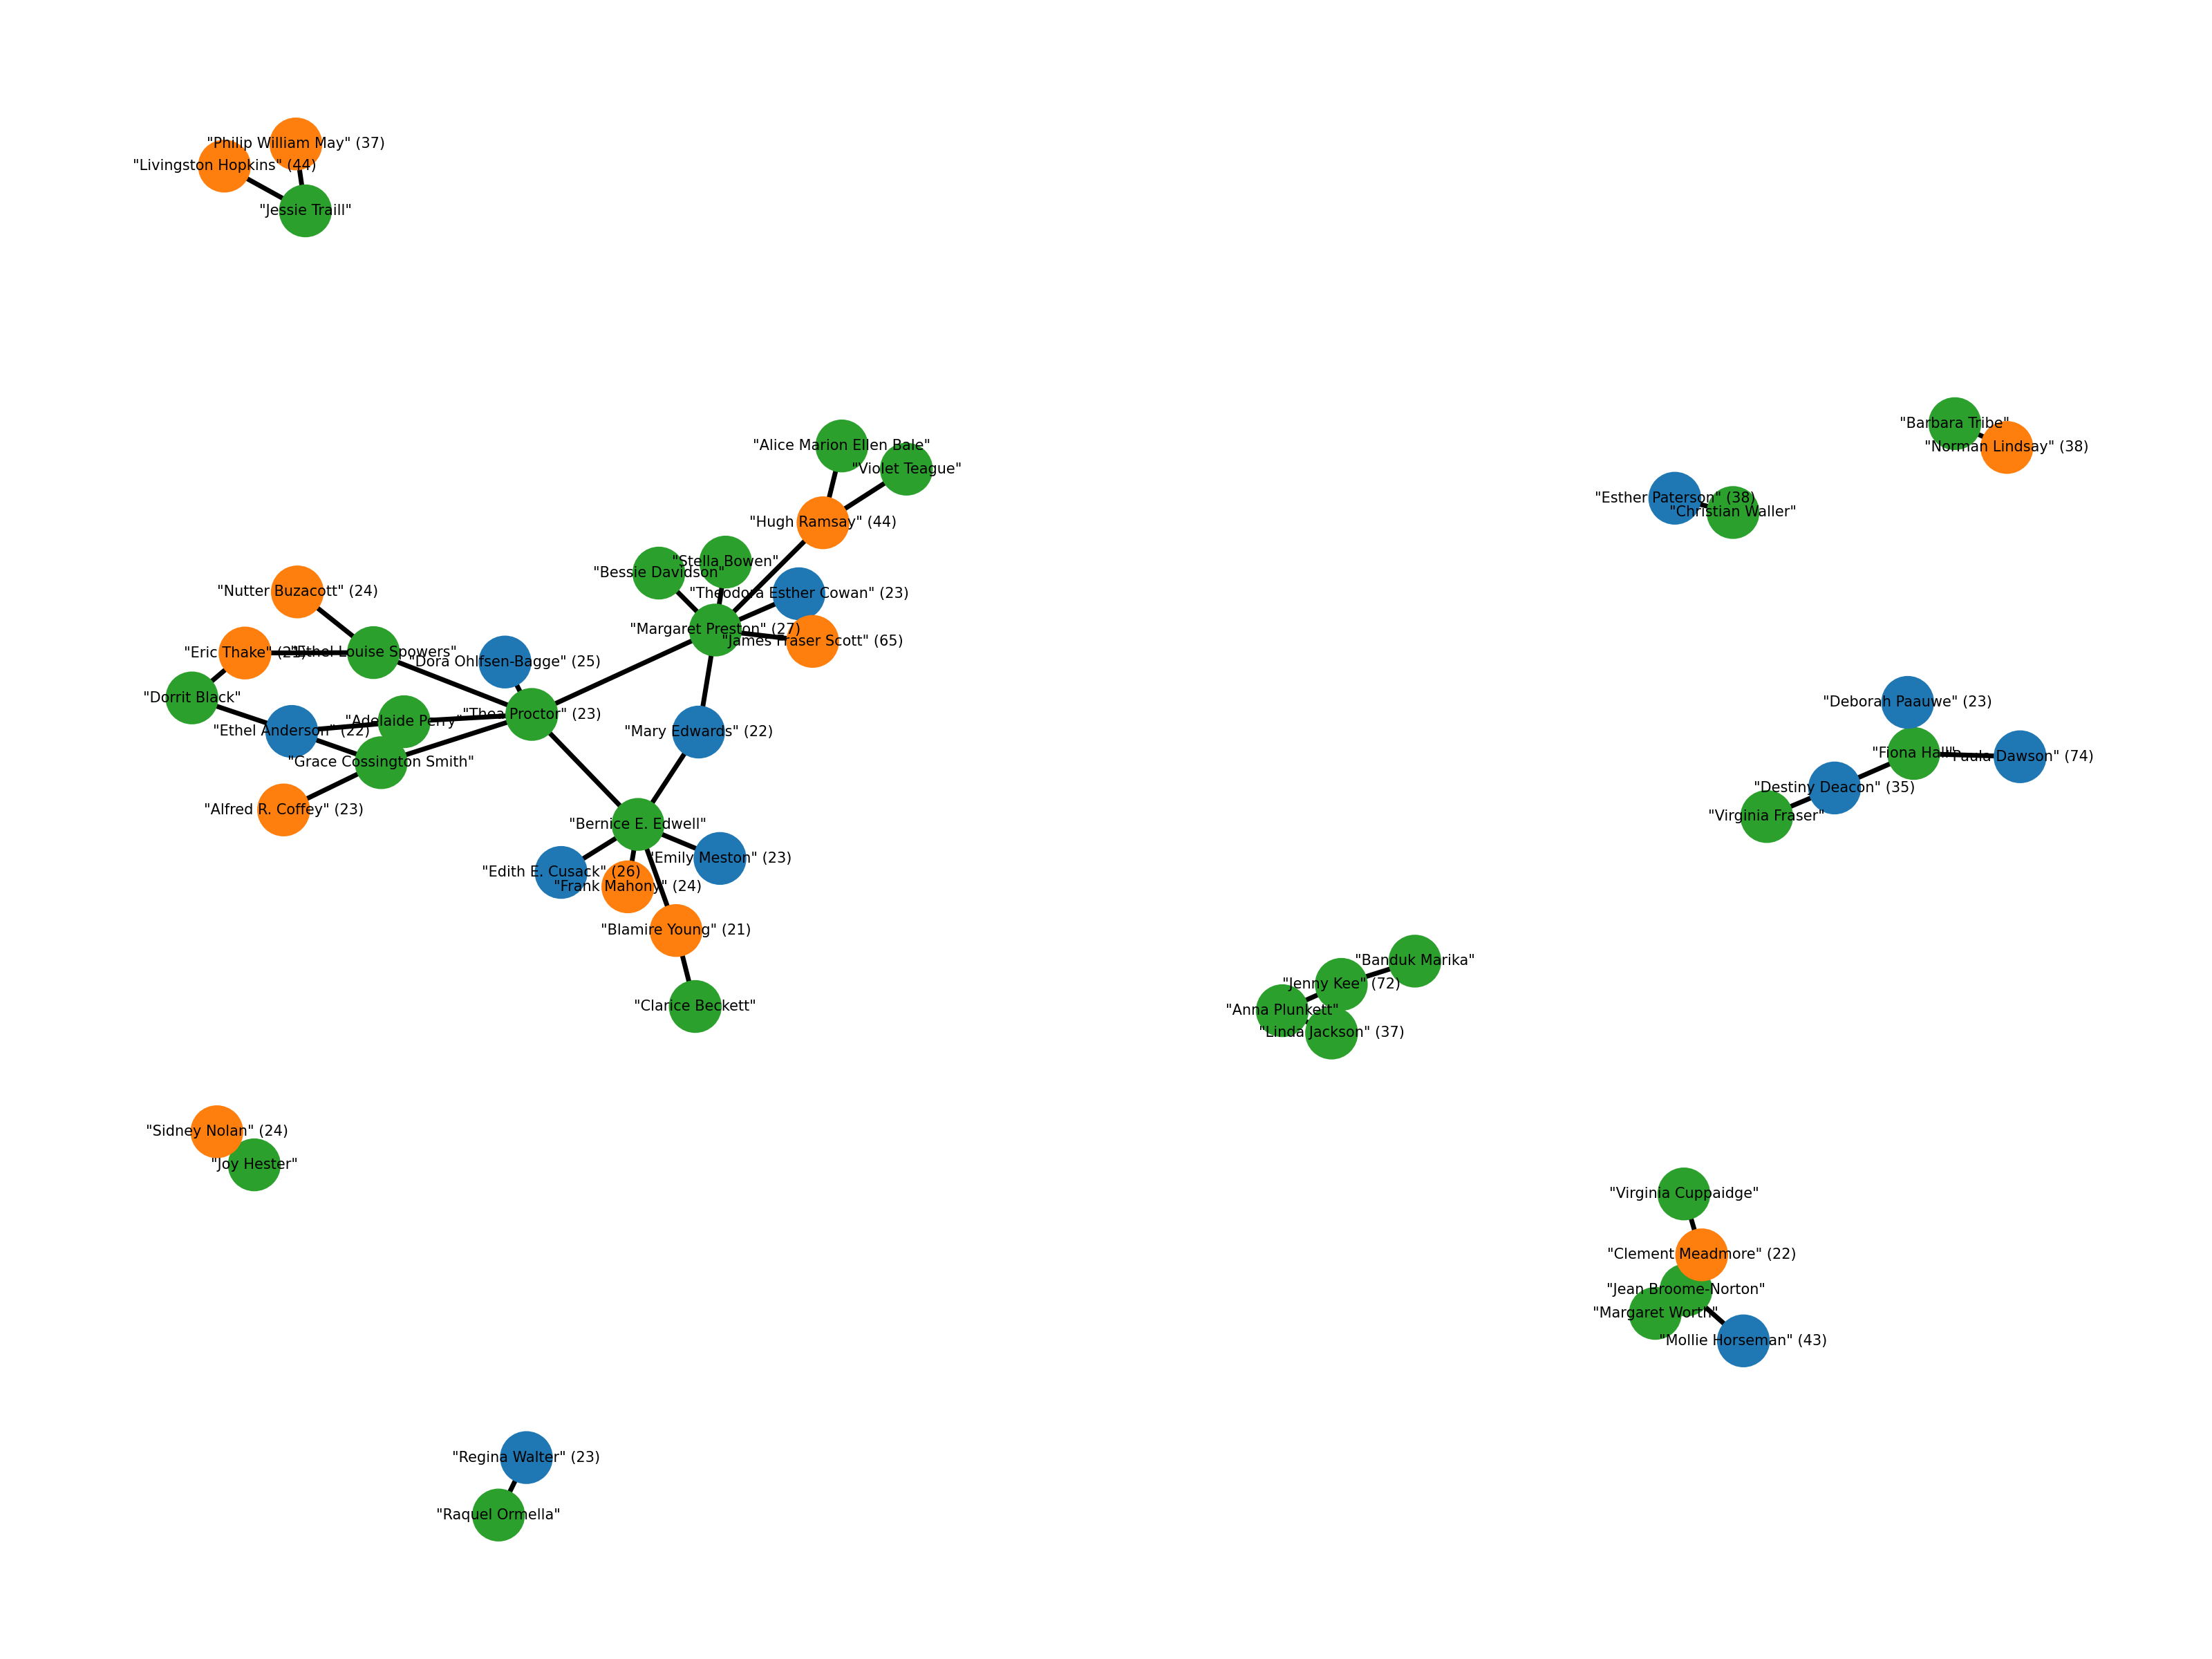 "Philip William May" (37)
"Livingston Hopkins" (44)
"Jessie Traill"
"Barbara Tribe"
"Norman Lindsay" (38)
"Alice Marion Ellen Bale"
"Violet Teague"
"Esther Paterson" (38)
"Christian Waller"
"Hugh Ramsay" (44)
"Stella Bowen"
"Bessie Davidson"
"Nutter Buzacott" (24)
"Theodora Esther Cowan" (23)
"Margaret Preston" (27)
"James Fraser Scott" (65)
"Eric Thake" (21)
"Ethel Louise Spowers"
"Dora Ohlfsen-Bagge" (25)
"Dorrit Black"
"Deborah Paauwe" (23)
"Thea Proctor" (23)
"Adelaide Perry"
"Ethel Anderson" (22)
"Mary Edwards" (22)
"Fiona Hall"
"Paula Dawson" (74)
"Grace Cossington Smith"
"Destiny Deacon" (35)
"Alfred R. Coffey" (23)
"Virginia Fraser"
"Bernice E. Edwell"
"Emily Meston" (23)
"Edith E. Cusack" (26)
"Frank Mahony" (24)
"Blamire Young" (21)
"Banduk Marika"
"Jenny Kee" (72)
"Clarice Beckett"
"Anna Plunkett"
"Linda Jackson" (37)
"Sidney Nolan" (24)
"Joy Hester"
"Virginia Cuppaidge"
"Clement Meadmore" (22)
"Jean Broome-Norton"
"Margaret Worth"
"Mollie Horseman" (43)
"Regina Walter" (23)
"Raquel Ormella"